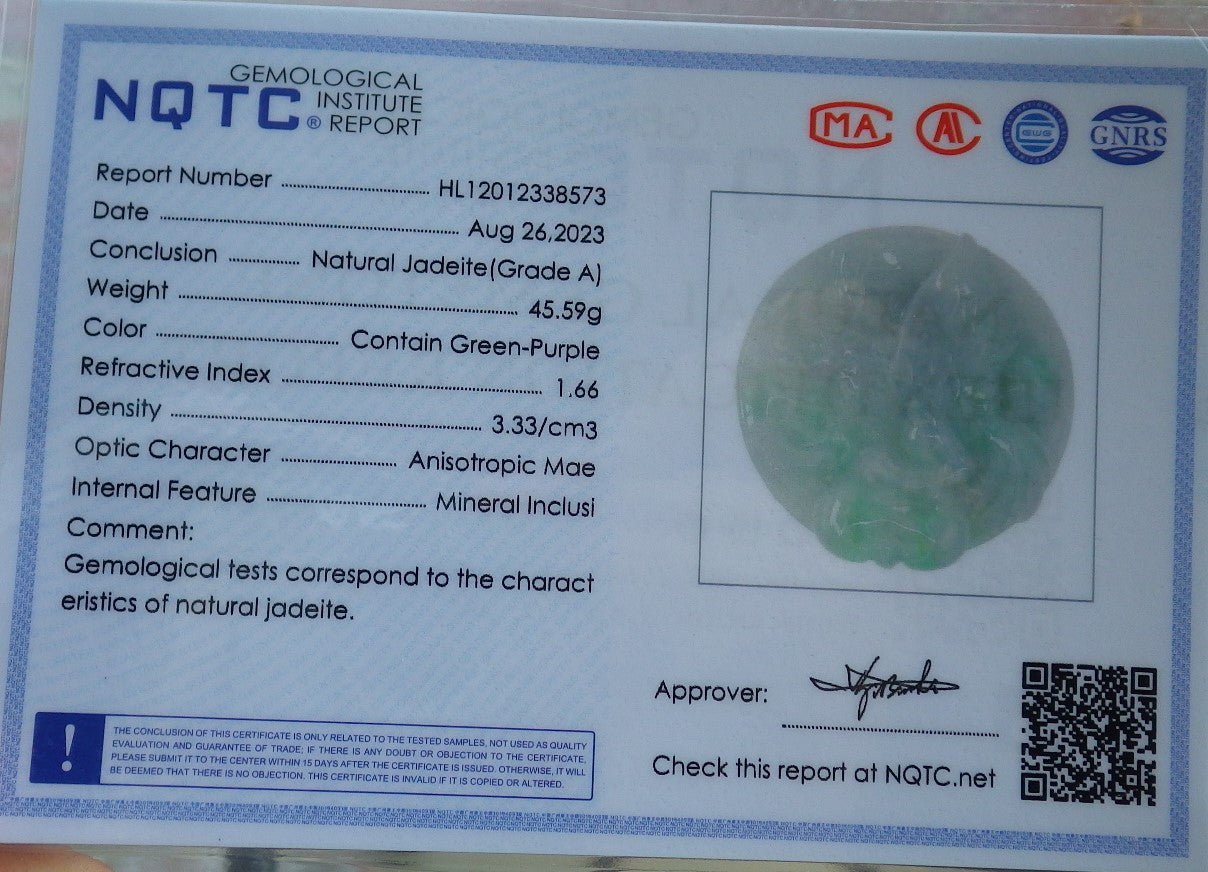 GEMOLOGICAL
NQTC® INSTITUTE
REPORT
MA
GWG
GNRS
Report Number ........ HL12012338573
Date ........ Aug 26,2023
Conclusion ........ Natural Jadeite(Grade A)
Weight ........ 45.59g
Color ........ Contain Green-Purple
Refractive Index ........ 1.66
Density ........ 3.33/cm3
Optic Character ........ Anisotropic Mae
Internal Feature ........ Mineral Inclusi
Comment:
Gemological tests correspond to the charact
eristics of natural jadeite.
Approver:
Check this report at NQTC.net
!
THE CONCLUSION OF THIS CERTIFICATE IS ONLY RELATED TO THE TESTED SAMPLES, NOT USED AS QUALITY
EVALUATION AND GUARANTEE OF TRADE; IF THERE IS ANY DOUBT OR OBJECTION TO THE CERTIFICATE,
PLEASE SUBMIT IT TO THE CENTER WITHIN 15 DAYS AFTER THE CERTIFICATE IS ISSUED. OTHERWISE, IT WILL
BE DEEMED THAT THERE IS NO OBJECTION. THIS CERTIFICATE IS INVALID IF IT IS COPIED OR ALTERED.